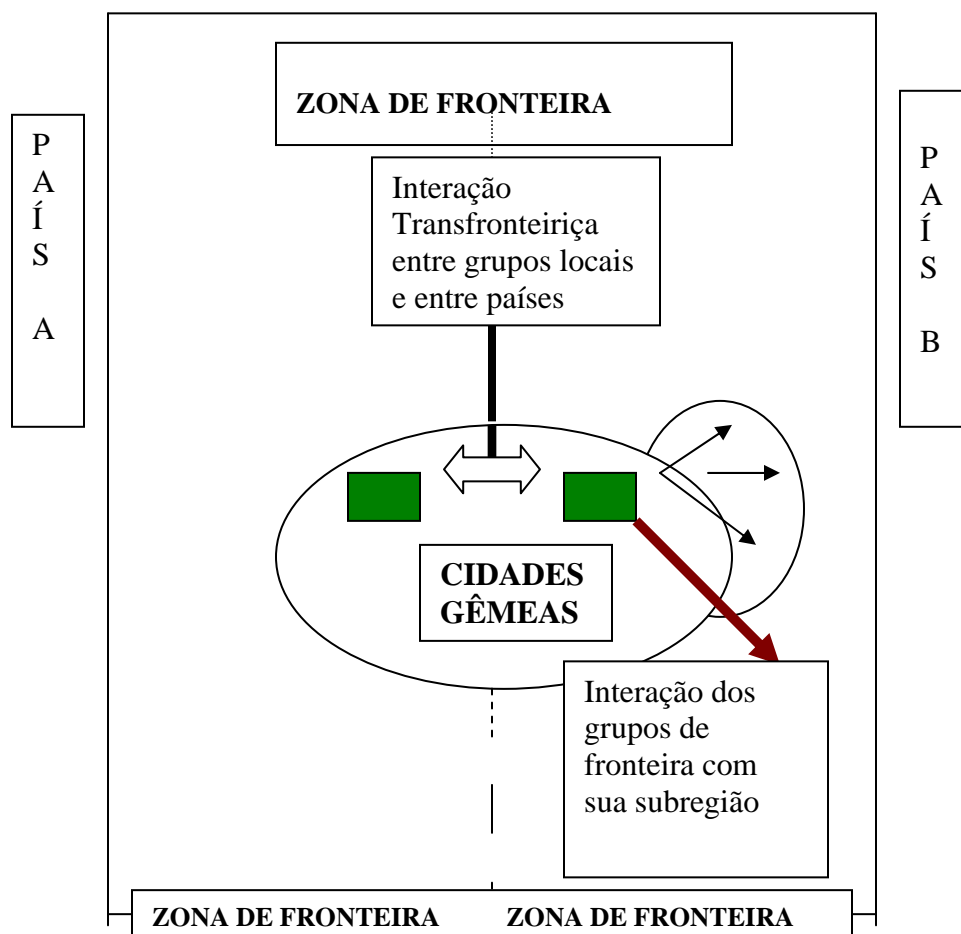 ZONA DE FRONTEIRA
P
A
Í
S
A
P
A
Í
S
B
Interação
Transfronteiriça
entre grupos locais
e entre países
CIDADES
GÊMEAS
Interação dos
grupos de
fronteira com
sua subregião
ZONA DE FRONTEIRA
ZONA DE FRONTEIRA